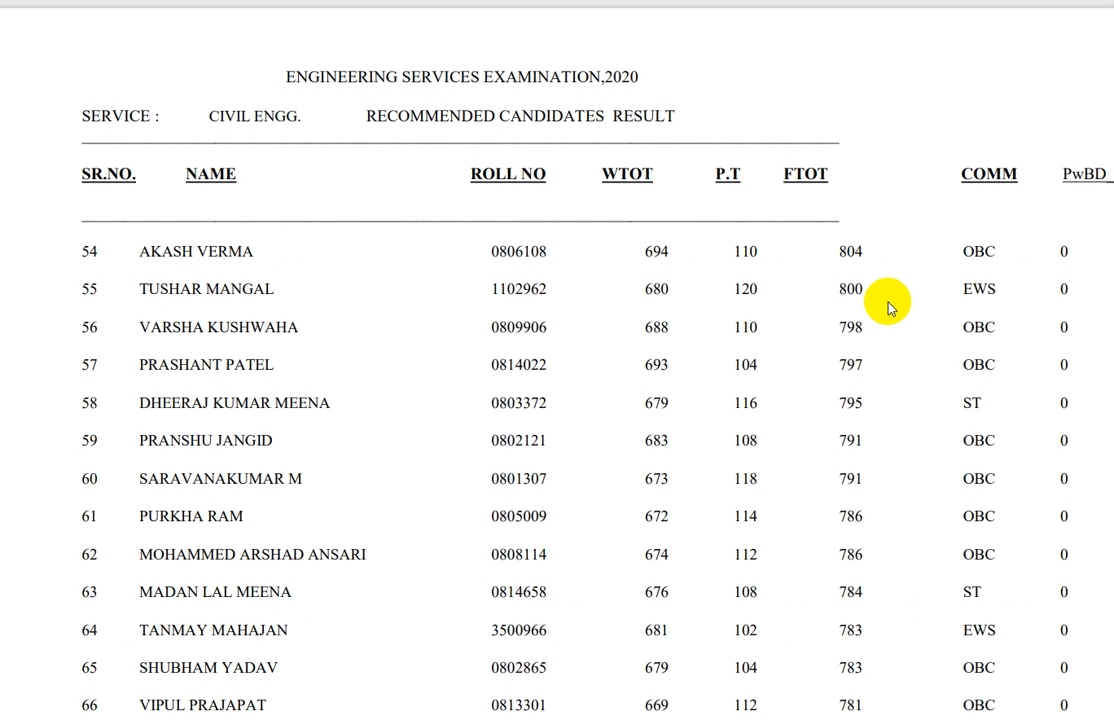 ENGINEERING SERVICES EXAMINATION,2020
SERVICE : CIVIL ENGG. RECOMMENDED CANDIDATES RESULT
SR.NO. NAME ROLL NO WTOT P.T FTOT COMM PwBD_
54 AKASH VERMA 0806108 694 110 804 OBC 0
55 TUSHAR MANGAL 1102962 680 120 800 EWS 0
56 VARSHA KUSHWAHA 0809906 688 110 798 OBC 0
57 PRASHANT PATEL 0814022 693 104 797 OBC 0
58 DHEERAJ KUMAR MEENA 0803372 679 116 795 ST 0
59 PRANSHU JANGID 0802121 683 108 791 OBC 0
60 SARAVANAKUMAR M 0801307 673 118 791 OBC 0
61 PURKHA RAM 0805009 672 114 786 OBC 0
62 MOHAMMED ARSHAD ANSARI 0808114 674 112 786 OBC 0
63 MADAN LAL MEENA 0814658 676 108 784 ST 0
64 TANMAY MAHAJAN 3500966 681 102 783 EWS 0
65 SHUBHAM YADAV 0802865 679 104 783 OBC 0
66 VIPUL PRAJAPAT 0813301 669 112 781 OBC 0